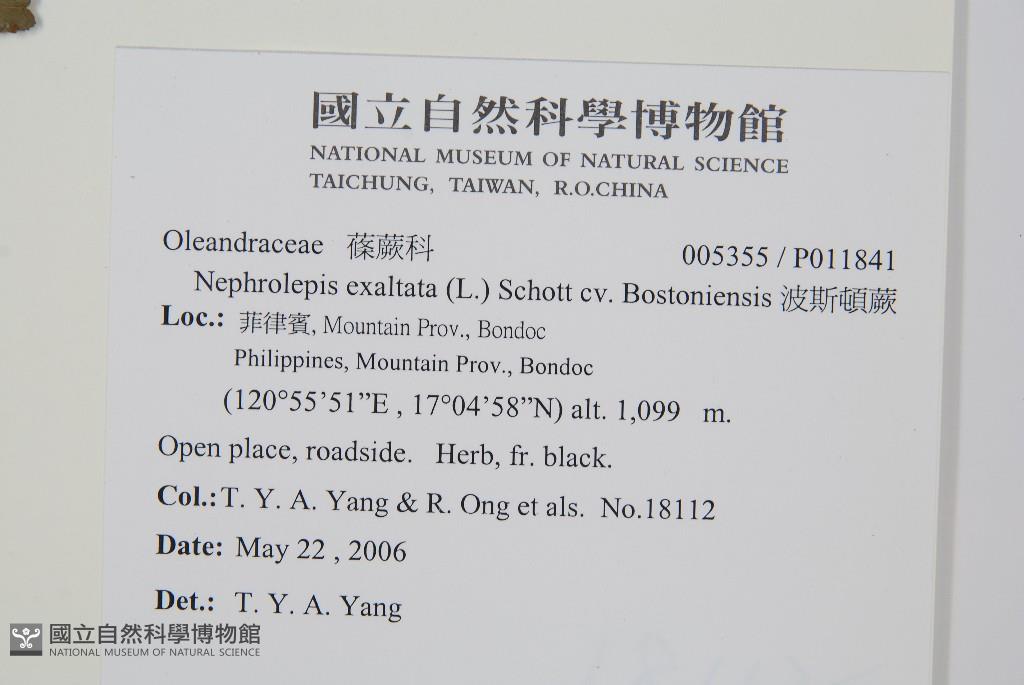 國立自然科學博物館
NATIONAL MUSEUM OF NATURAL SCIENCE
TAICHUNG, TAIWAN, R.O.CHINA
Oleandraceae 蓧蕨科 005355 / P011841
Nephrolepis exaltata (L.) Schott cv. Bostoniensis 波斯頓蕨
Loc.: 菲律賓, Mountain Prov., Bondoc
Philippines, Mountain Prov., Bondoc
(120°55’51”E , 17°04’58”N) alt. 1,099 m.
Open place, roadside. Herb, fr. black.
Col.: T. Y. A. Yang & R. Ong et als. No.18112
Date: May 22 , 2006
Det.: T. Y. A. Yang
國立自然科學博物館
NATIONAL MUSEUM OF NATURAL SCIENCE